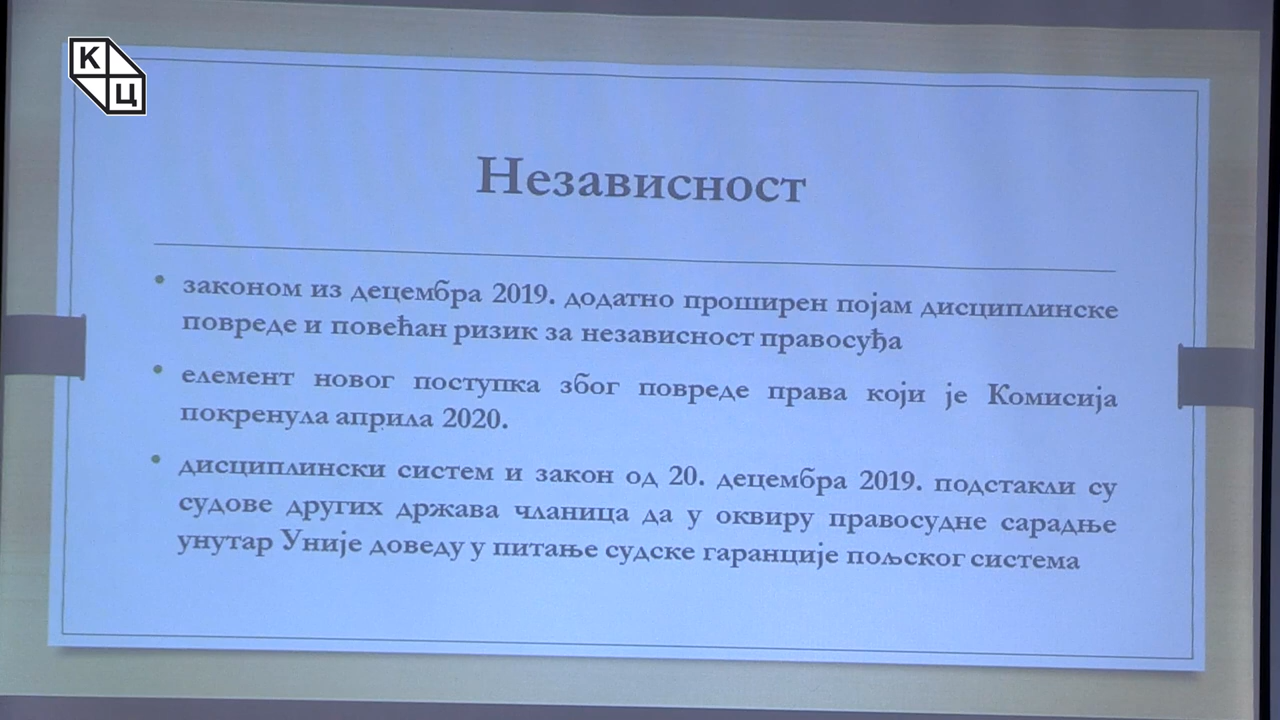 К
Ц
Независност
• законом из децембра 2019. додатно проширен појам дисциплинске
повреде и повећан ризик за независност правосуђа
• елемент новог поступка због повреде права који је Комисија
покренула априла 2020.
• дисциплински систем и закон од 20. децембра 2019. подстакли су
судове других држава чланица да у оквиру правосудне сарадње
унутар Уније доведу у питање судске гаранције пољског система